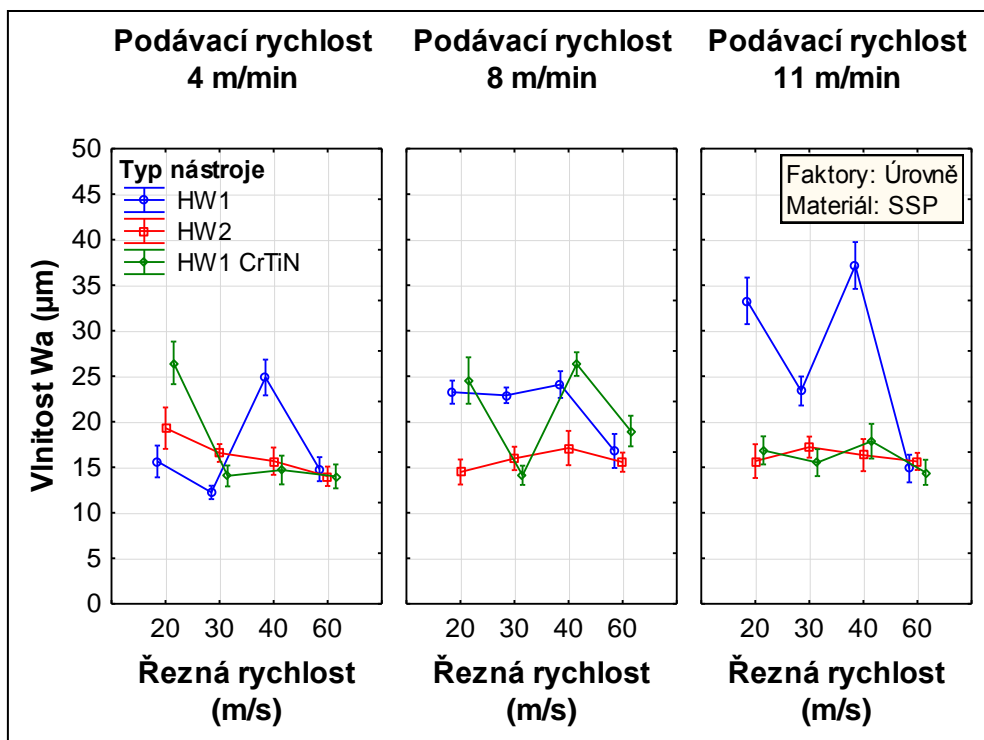 Podávací rychlost
4 m/min
Podávací rychlost
8 m/min
Podávací rychlost
11 m/min
Vlnitost Wa (µm)
50
45
40
35
30
25
20
15
10
5
0
Typ nástroje
HW1
HW2
HW1 CrTiN
Faktory: Úrovně
Materiál: SSP
20 30 40 60
20 30 40 60
20 30 40 60
Řezná rychlost
(m/s)
Řezná rychlost
(m/s)
Řezná rychlost
(m/s)